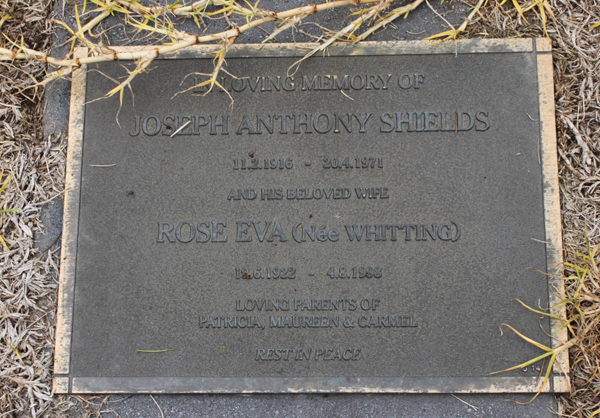 LOVING MEMORY OF
JOSEPH ANTHONY SHIELDS
11.2.1916 - 20.4.1971
AND HIS BELOVED WIFE
ROSE EVA (Née WHITTING)
LOVING PARENTS OF
PATRICIA, MAUREEN & CARMEL
REST IN PEACE